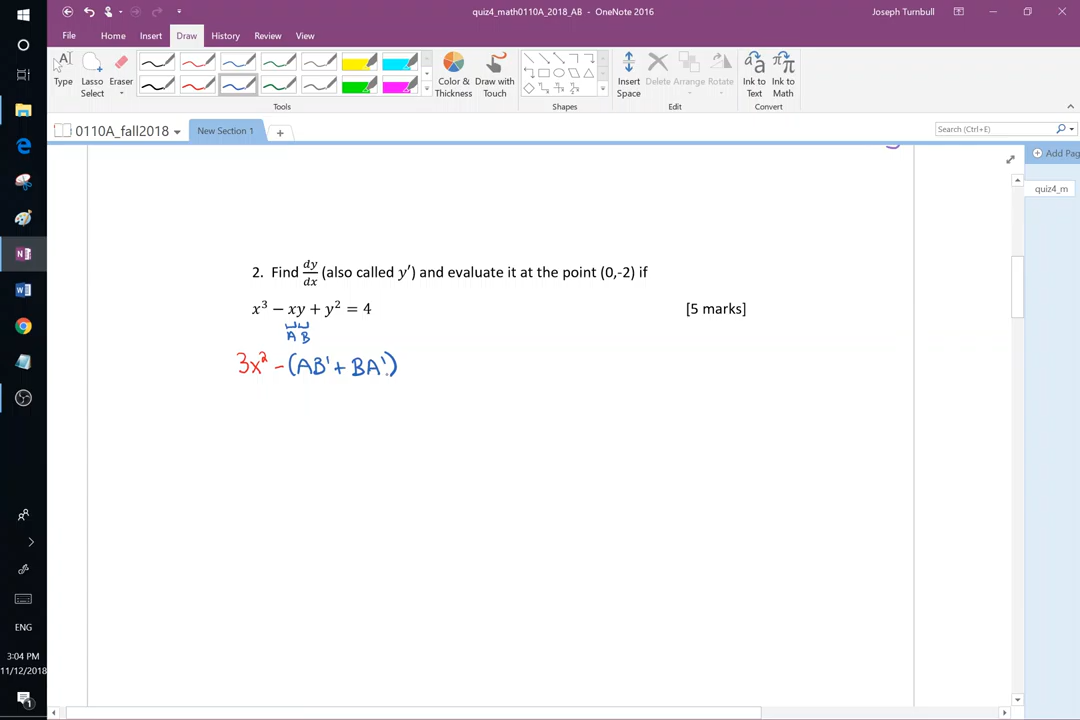 quiz4_math0110A_2018_AB - OneNote 2016
Joseph Turnbull
File Home Insert Draw History Review View
Type
Lasso Select
Eraser
Color & Thickness
Draw with Touch
Insert Space
Delete
Arrange
Rotate
Ink to Text
Ink to Math
Tools
Shapes
Edit
Convert
0110A_fall2018
New Section 1
Search (Ctrl+E)
Add Pag
quiz4_m
2. Find dy/dx (also called y′) and evaluate it at the point (0,-2) if
x³ − xy + y² = 4 [5 marks]
A B
3x² - (AB' + BA')
ENG
3:04 PM
11/12/2018
1